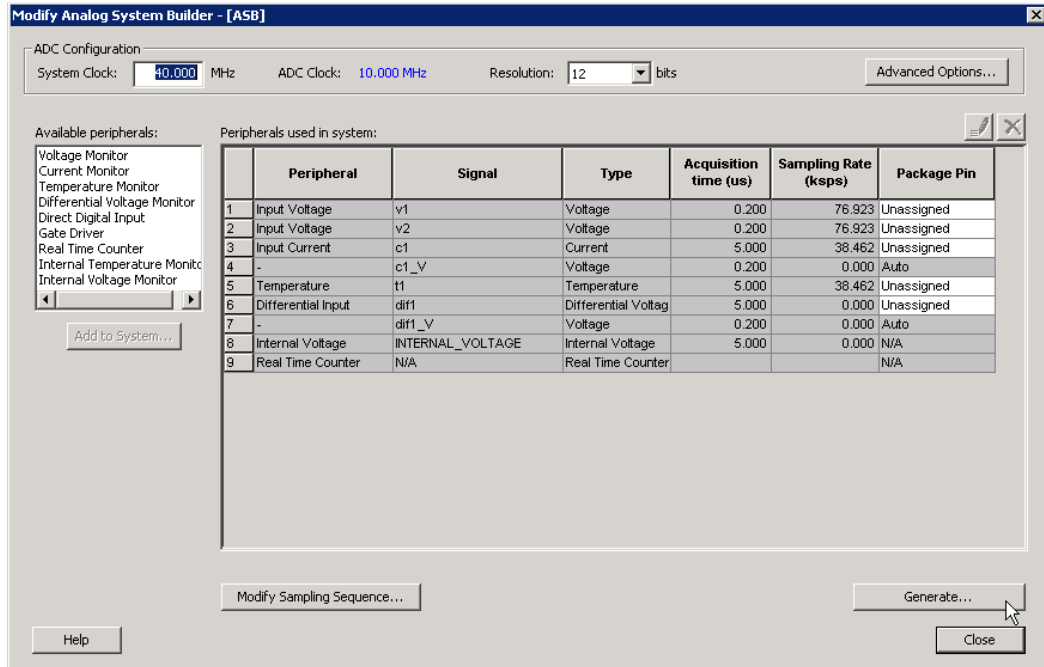 Modify Analog System Builder - [ASB]
ADC Configuration
System Clock: 40.000 MHz ADC Clock: 10.000 MHz Resolution: 12 bits Advanced Options...
Available peripherals:
Voltage Monitor
Current Monitor
Temperature Monitor
Differential Voltage Monitor
Direct Digital Input
Gate Driver
Real Time Counter
Internal Temperature Monitc
Internal Voltage Monitor
Add to System...
Peripherals used in system:
Peripheral Signal Type Acquisition time (us) Sampling Rate (ksps) Package Pin
1 Input Voltage v1 Voltage 0.200 76.923 Unassigned
2 Input Voltage v2 Voltage 0.200 76.923 Unassigned
3 Input Current c1 Current 5.000 38.462 Unassigned
4 - c1_V Voltage 0.200 0.000 Auto
5 Temperature t1 Temperature 5.000 38.462 Unassigned
6 Differential Input dif1 Differential Voltag 5.000 0.000 Unassigned
7 - dif1_V Voltage 0.200 0.000 Auto
8 Internal Voltage INTERNAL_VOLTAGE Internal Voltage 5.000 0.000 N/A
9 Real Time Counter N/A Real Time Counter N/A
Modify Sampling Sequence... Generate...
Help Close